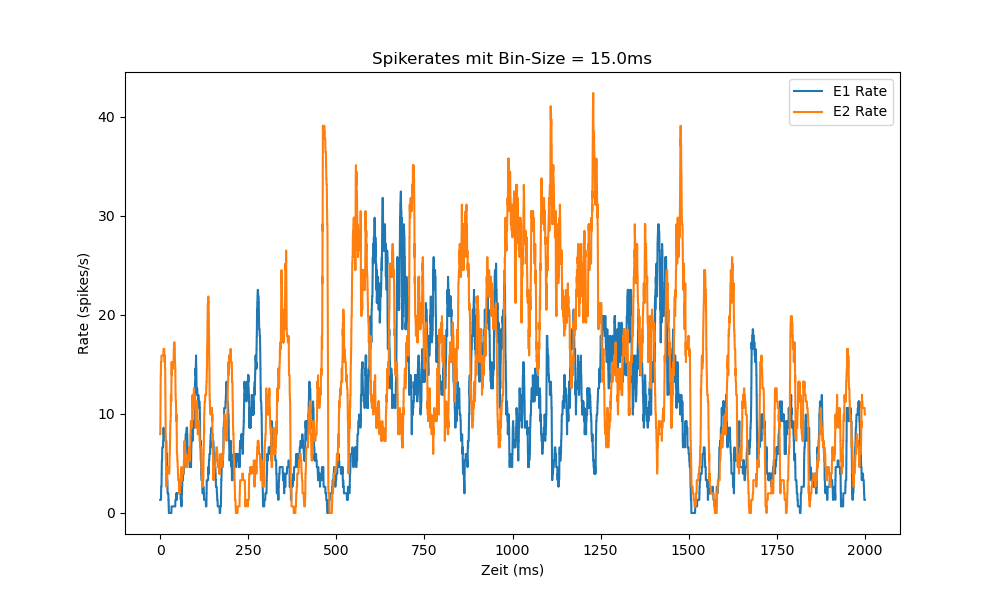 Spikerates mit Bin-Size = 15.0ms
E1 Rate
E2 Rate
40
30
20
10
0
Rate (spikes/s)
0 250 500 750 1000 1250 1500 1750 2000
Zeit (ms)